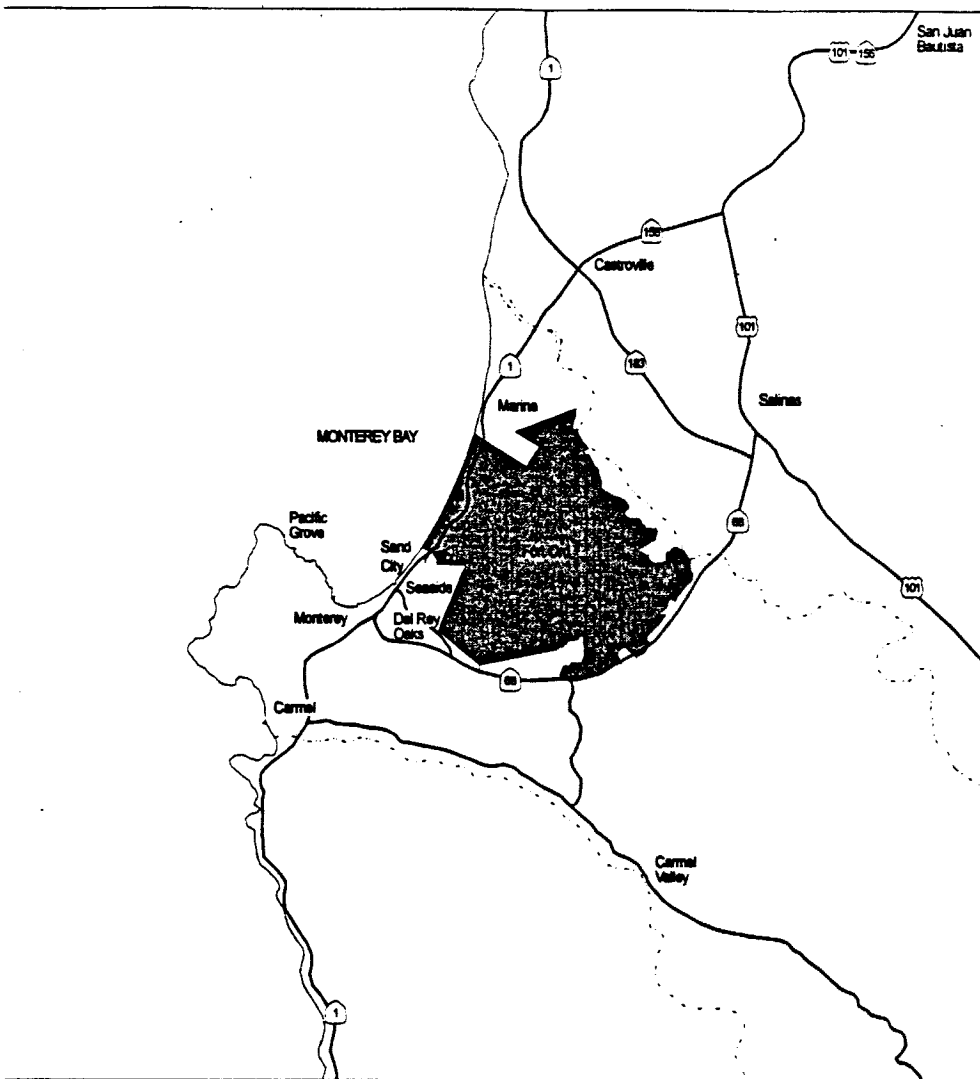 San Juan
Bautista
101 156
1
156
Castroville
101
1
183
Marina
Salinas
MONTEREY BAY
Pacific
Grove
68
Sand
City
Fort Ord
Seaside
101
Monterey
Del Rey
Oaks
68
Carmel
Carmel
Valley
1